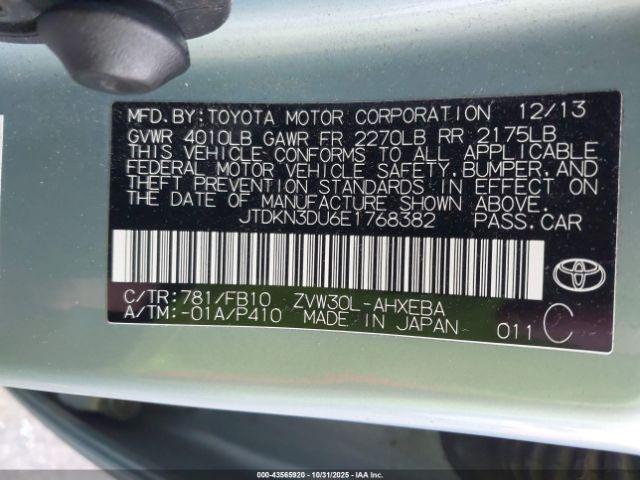 MFD. BY: TOYOTA MOTOR CORPORATION 12/13
GVWR 4010LB GAWR FR 2270LB RR 2175LB
THIS VEHICLE CONFORMS TO ALL APPLICABLE
FEDERAL MOTOR VEHICLE SAFETY, BUMPER, AND
THEFT PREVENTION STANDARDS IN EFFECT ON
THE DATE OF MANUFACTURE SHOWN ABOVE.
JTDKN3DU6E1768382 PASS. CAR
TOYOTA
C/TR: 781/FB10 ZVW30L-AHXEBA
A/TM: -01A/P410 MADE IN JAPAN 011 C
000-43565920 10/31/2025 IAAI.COM